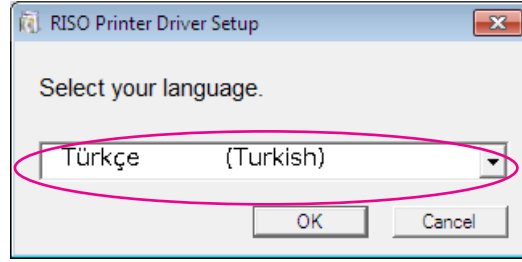 RISO Printer Driver Setup
Select your language.
Türkçe (Turkish)
OK Cancel